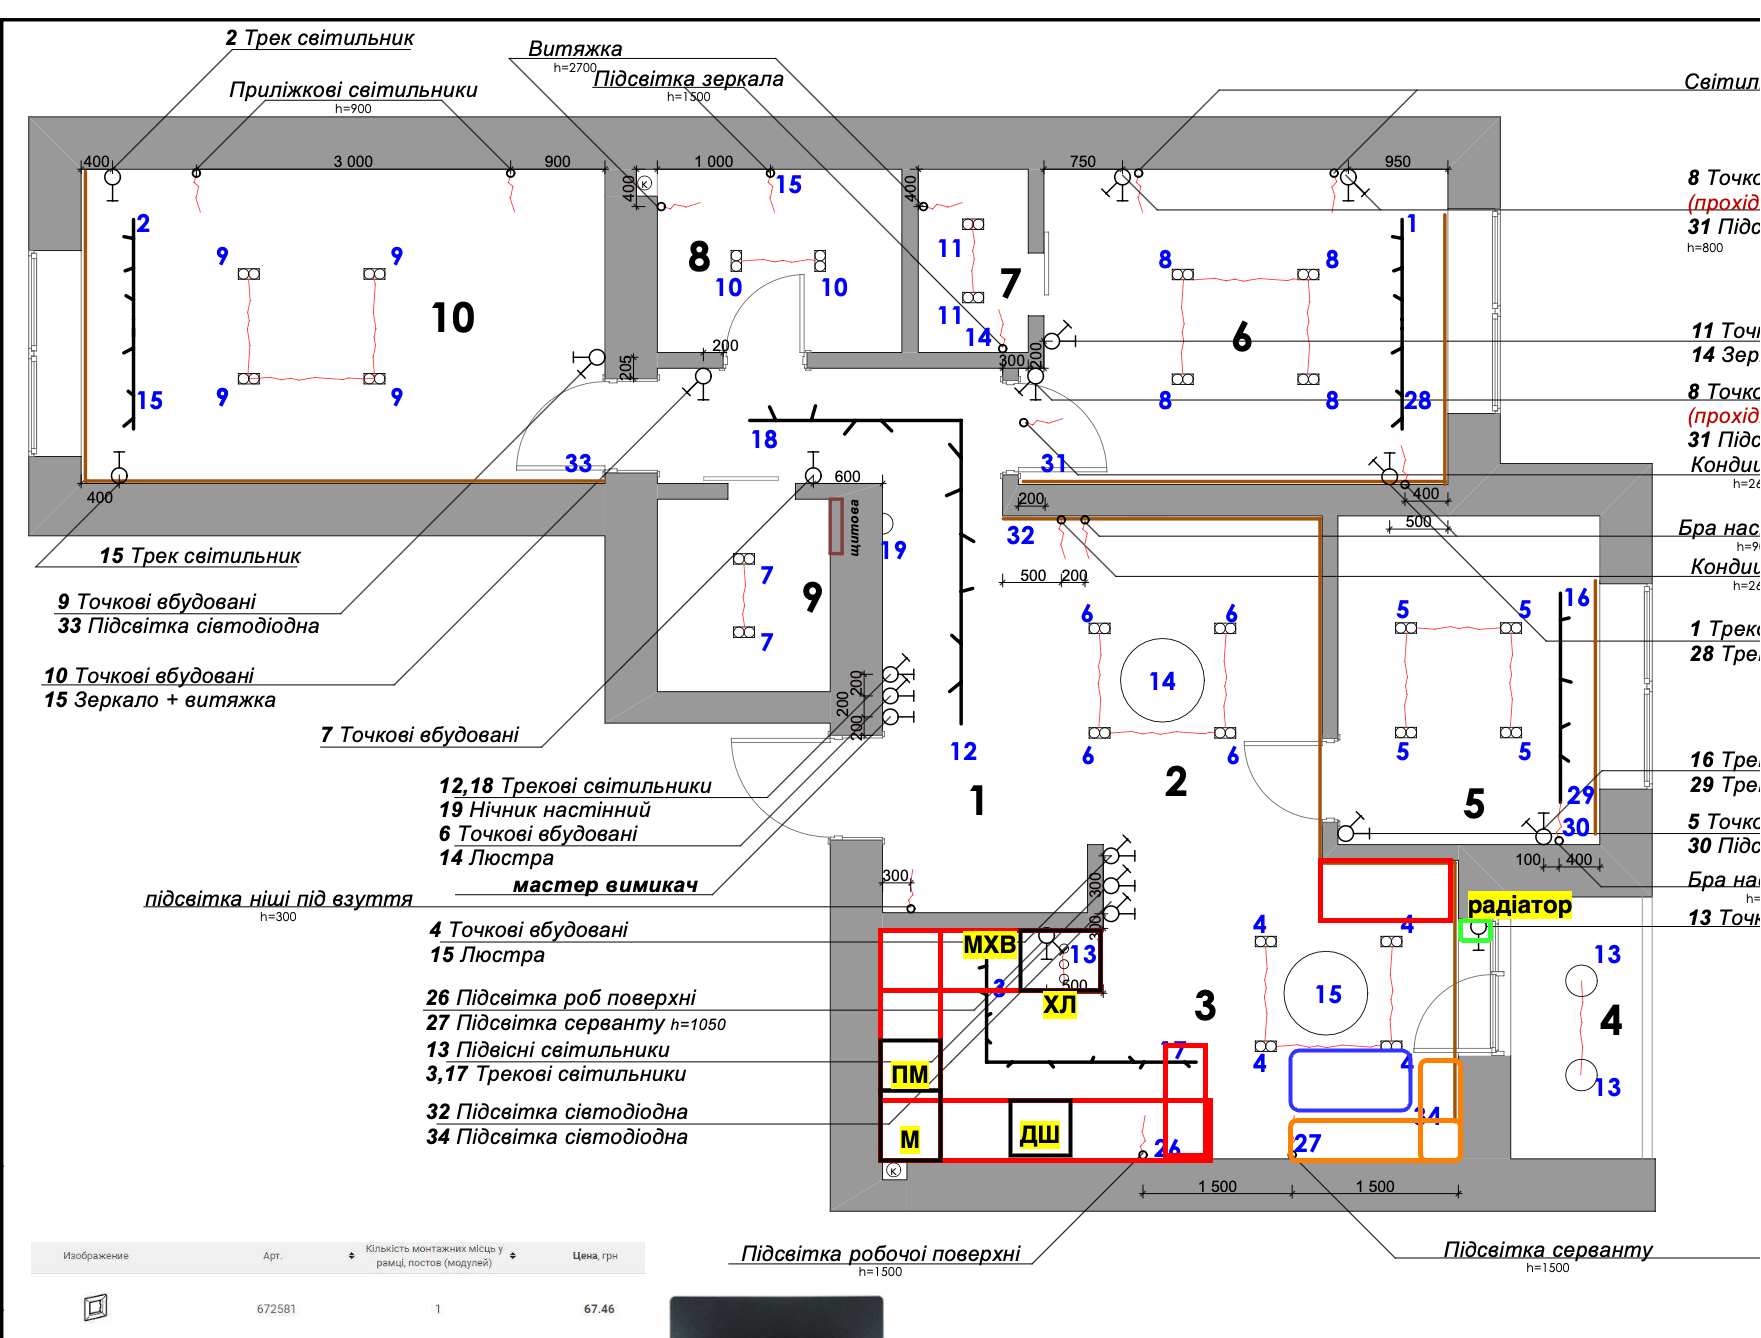 2 Трек світильник
Приліжкові світильники
h=900
Витяжка
h=2700
Підсвітка зеркала
h=1500
400
3 000
900
400
1 000
400
750
950
8 Точко
(прохід
31 Підс
h=800
2
15
9
9
9
9
10
33
400
205
к
15
8
10
10
200
11
11
7
14
300
200
8
8
8
8
6
1
28
31
11 Точ
14 Зер
8 Точко
(прохід
31 Підс
Кондиц
400
500
Бра нас
Кондиц
1 Треко
28 Тре
16 Тре
29 Тре
5 Точко
30 Підс
Бра нас
13 Точк
15 Трек світильник
9 Точкові вбудовані
33 Підсвітка сівтодіодна
10 Точкові вбудовані
15 Зеркало + витяжка
7 Точкові вбудовані
12,18 Трекові світильники
19 Нічник настінний
6 Точкові вбудовані
14 Люстра
мастер вимикач
підсвітка ніші під взуття
h=300
4 Точкові вбудовані
15 Люстра
26 Підсвітка роб поверхні
27 Підсвітка серванту h=1050
13 Підвісні світильники
3,17 Трекові світильники
32 Підсвітка сівтодіодна
34 Підсвітка сівтодіодна
18
600
щитова
19
7
7
9
200
200
200
12
1
300
200
32
500
200
6
6
6
6
14
2
5
5
5
5
16
29
30
5
100
400
300
300
радіатор
МХВ
13
500
3
ХЛ
3
4
4
4
4
15
13
13
4
17
ПМ
М
ДШ
26
27
34
к
1 500
1 500
Підсвітка робочої поверхні
h=1500
Підсвітка серванту
h=1500
Изображение
Арт.
Кількість монтажних місць у рамці, постов (модулей)
Цена, грн
672581
1
67.46